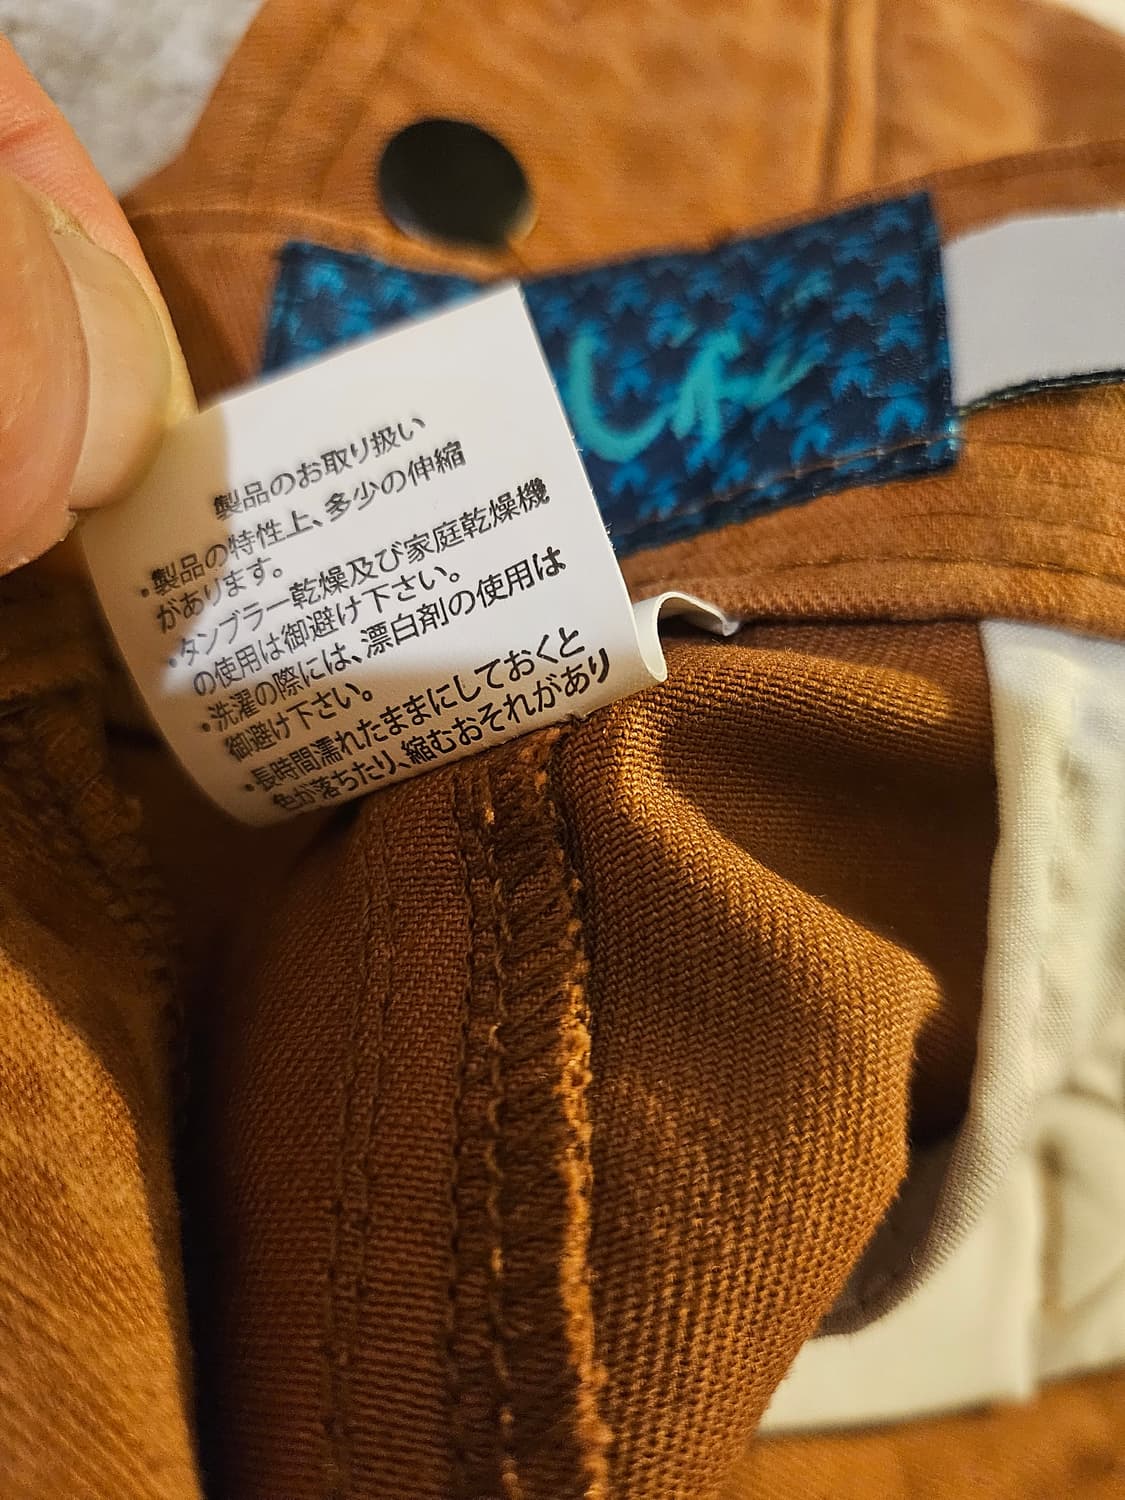 製品のお取り扱い
・製品の特性上、多少の伸縮
があります。
・タンブラー乾燥及び家庭乾燥機
の使用は御避け下さい。
・洗濯の際には、漂白剤の使用は
御避け下さい。
・長時間濡れたままにしておくと
色が落ちたり、縮むおそれがあり